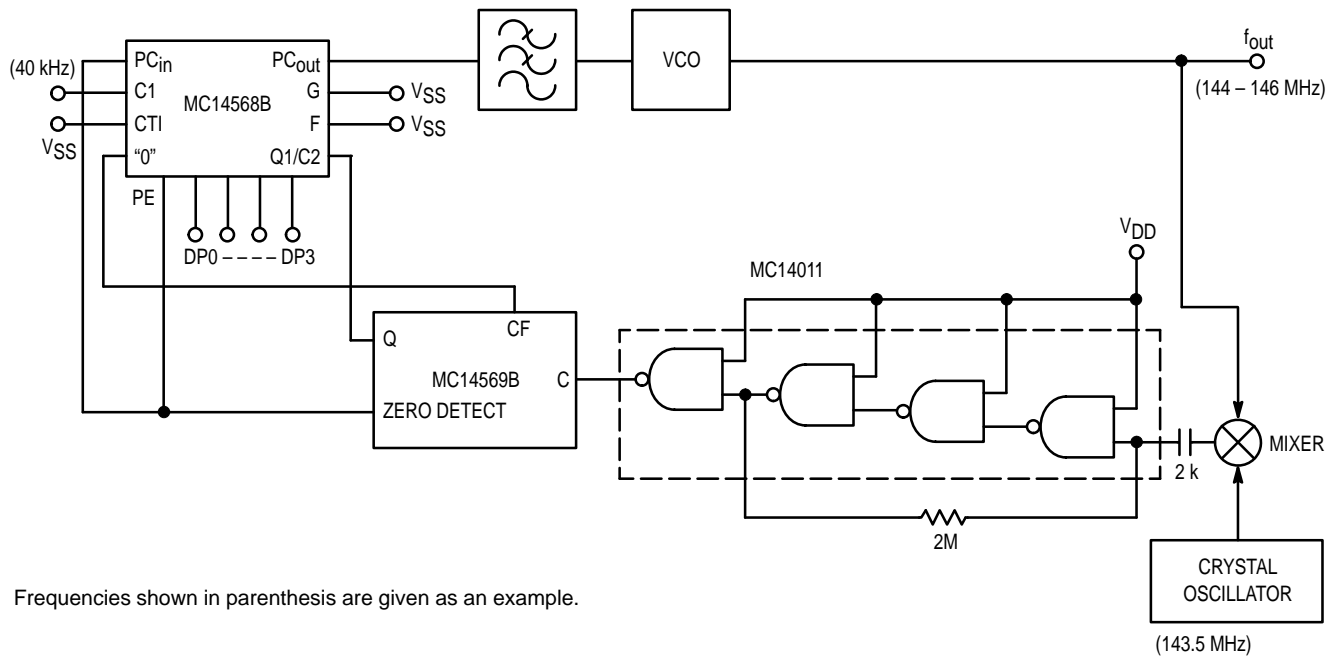 (40 kHz)
PCin
PCout
C1
MC14568B
G
VSS
CTI
F
VSS
VSS
"0"
Q1/C2
PE
DP0 – – – – DP3
VCO
fout
(144 – 146 MHz)
VDD
MC14011
CF
Q
MC14569B
C
ZERO DETECT
MIXER
2 k
2M
CRYSTAL
OSCILLATOR
(143.5 MHz)
Frequencies shown in parenthesis are given as an example.